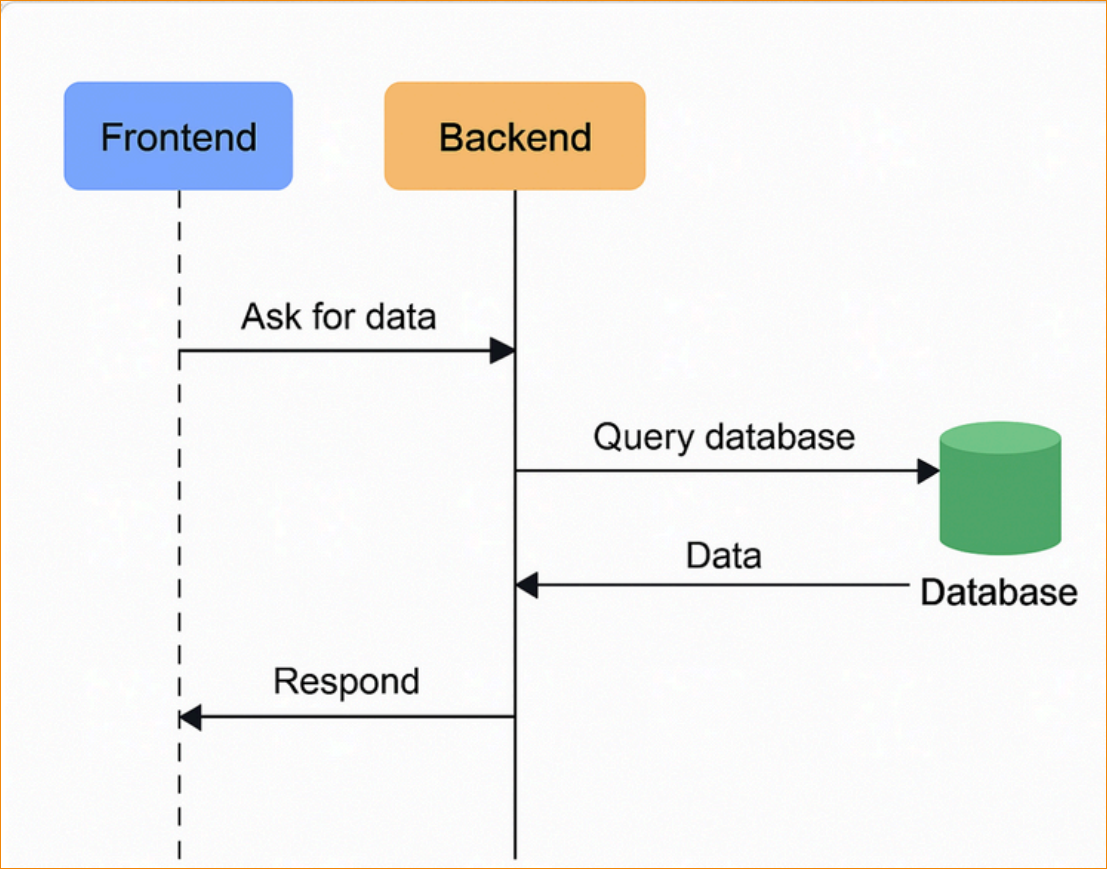 Frontend
Backend
Ask for data
Query database
Data
Database
Respond